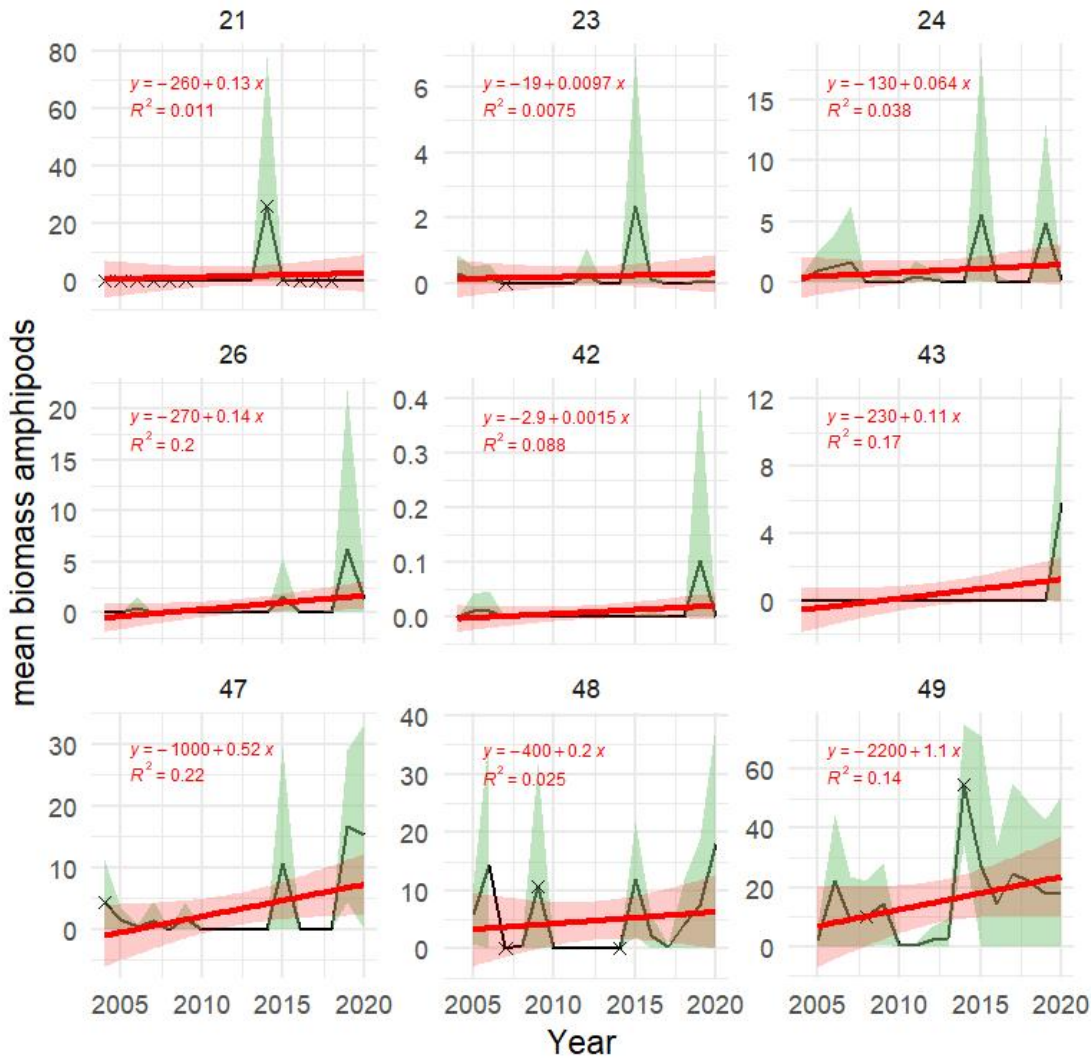 21
23
24
80
60
40
20
0
y = −260 + 0.13 x
R² = 0.011
6
4
2
0
y = −19 + 0.0097 x
R² = 0.0075
15
10
5
0
y = −130 + 0.064 x
R² = 0.038
mean biomass amphipods
26
42
43
20
15
10
5
0
y = −270 + 0.14 x
R² = 0.2
0.4
0.3
0.2
0.1
0.0
y = −2.9 + 0.0015 x
R² = 0.088
12
8
4
0
y = −230 + 0.11 x
R² = 0.17
47
48
49
30
20
10
0
y = −1000 + 0.52 x
R² = 0.22
40
30
20
10
0
y = −400 + 0.2 x
R² = 0.025
60
40
20
0
y = −2200 + 1.1 x
R² = 0.14
2005 2010 2015 2020
2005 2010 2015 2020
2005 2010 2015 2020
Year